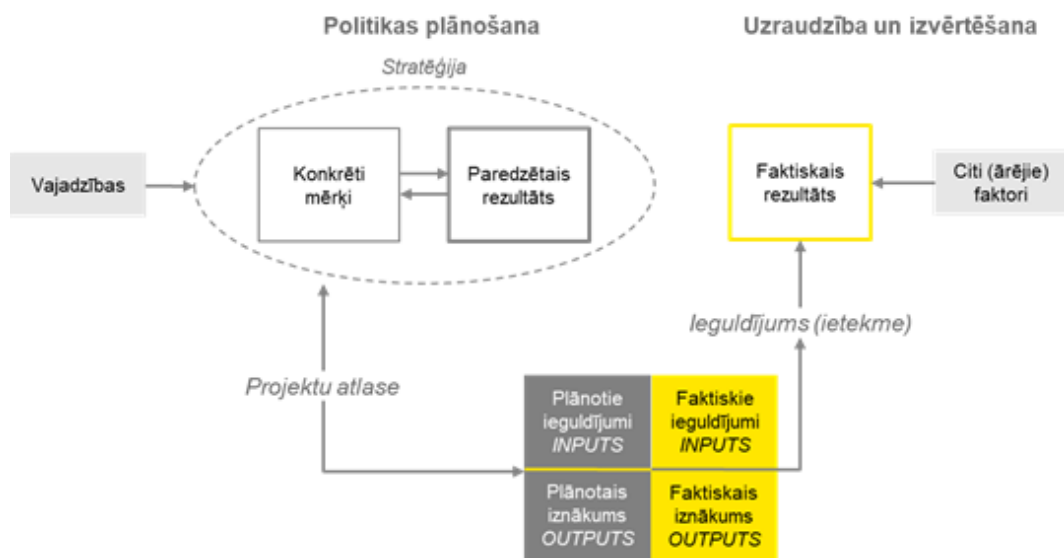 Politikas plānošana
Uzraudzība un izvērtēšana
Stratēģija
Vajadzības
Konkrēti
mērķi
Paredzētais
rezultāts
Faktiskais
rezultāts
Citi (ārējie)
faktori
Ieguldījums (ietekme)
Projektu atlase
Plānotie
ieguldījumi
INPUTS
Faktiskie
ieguldījumi
INPUTS
Plānotais
iznākums
OUTPUTS
Faktiskais
iznākums
OUTPUTS